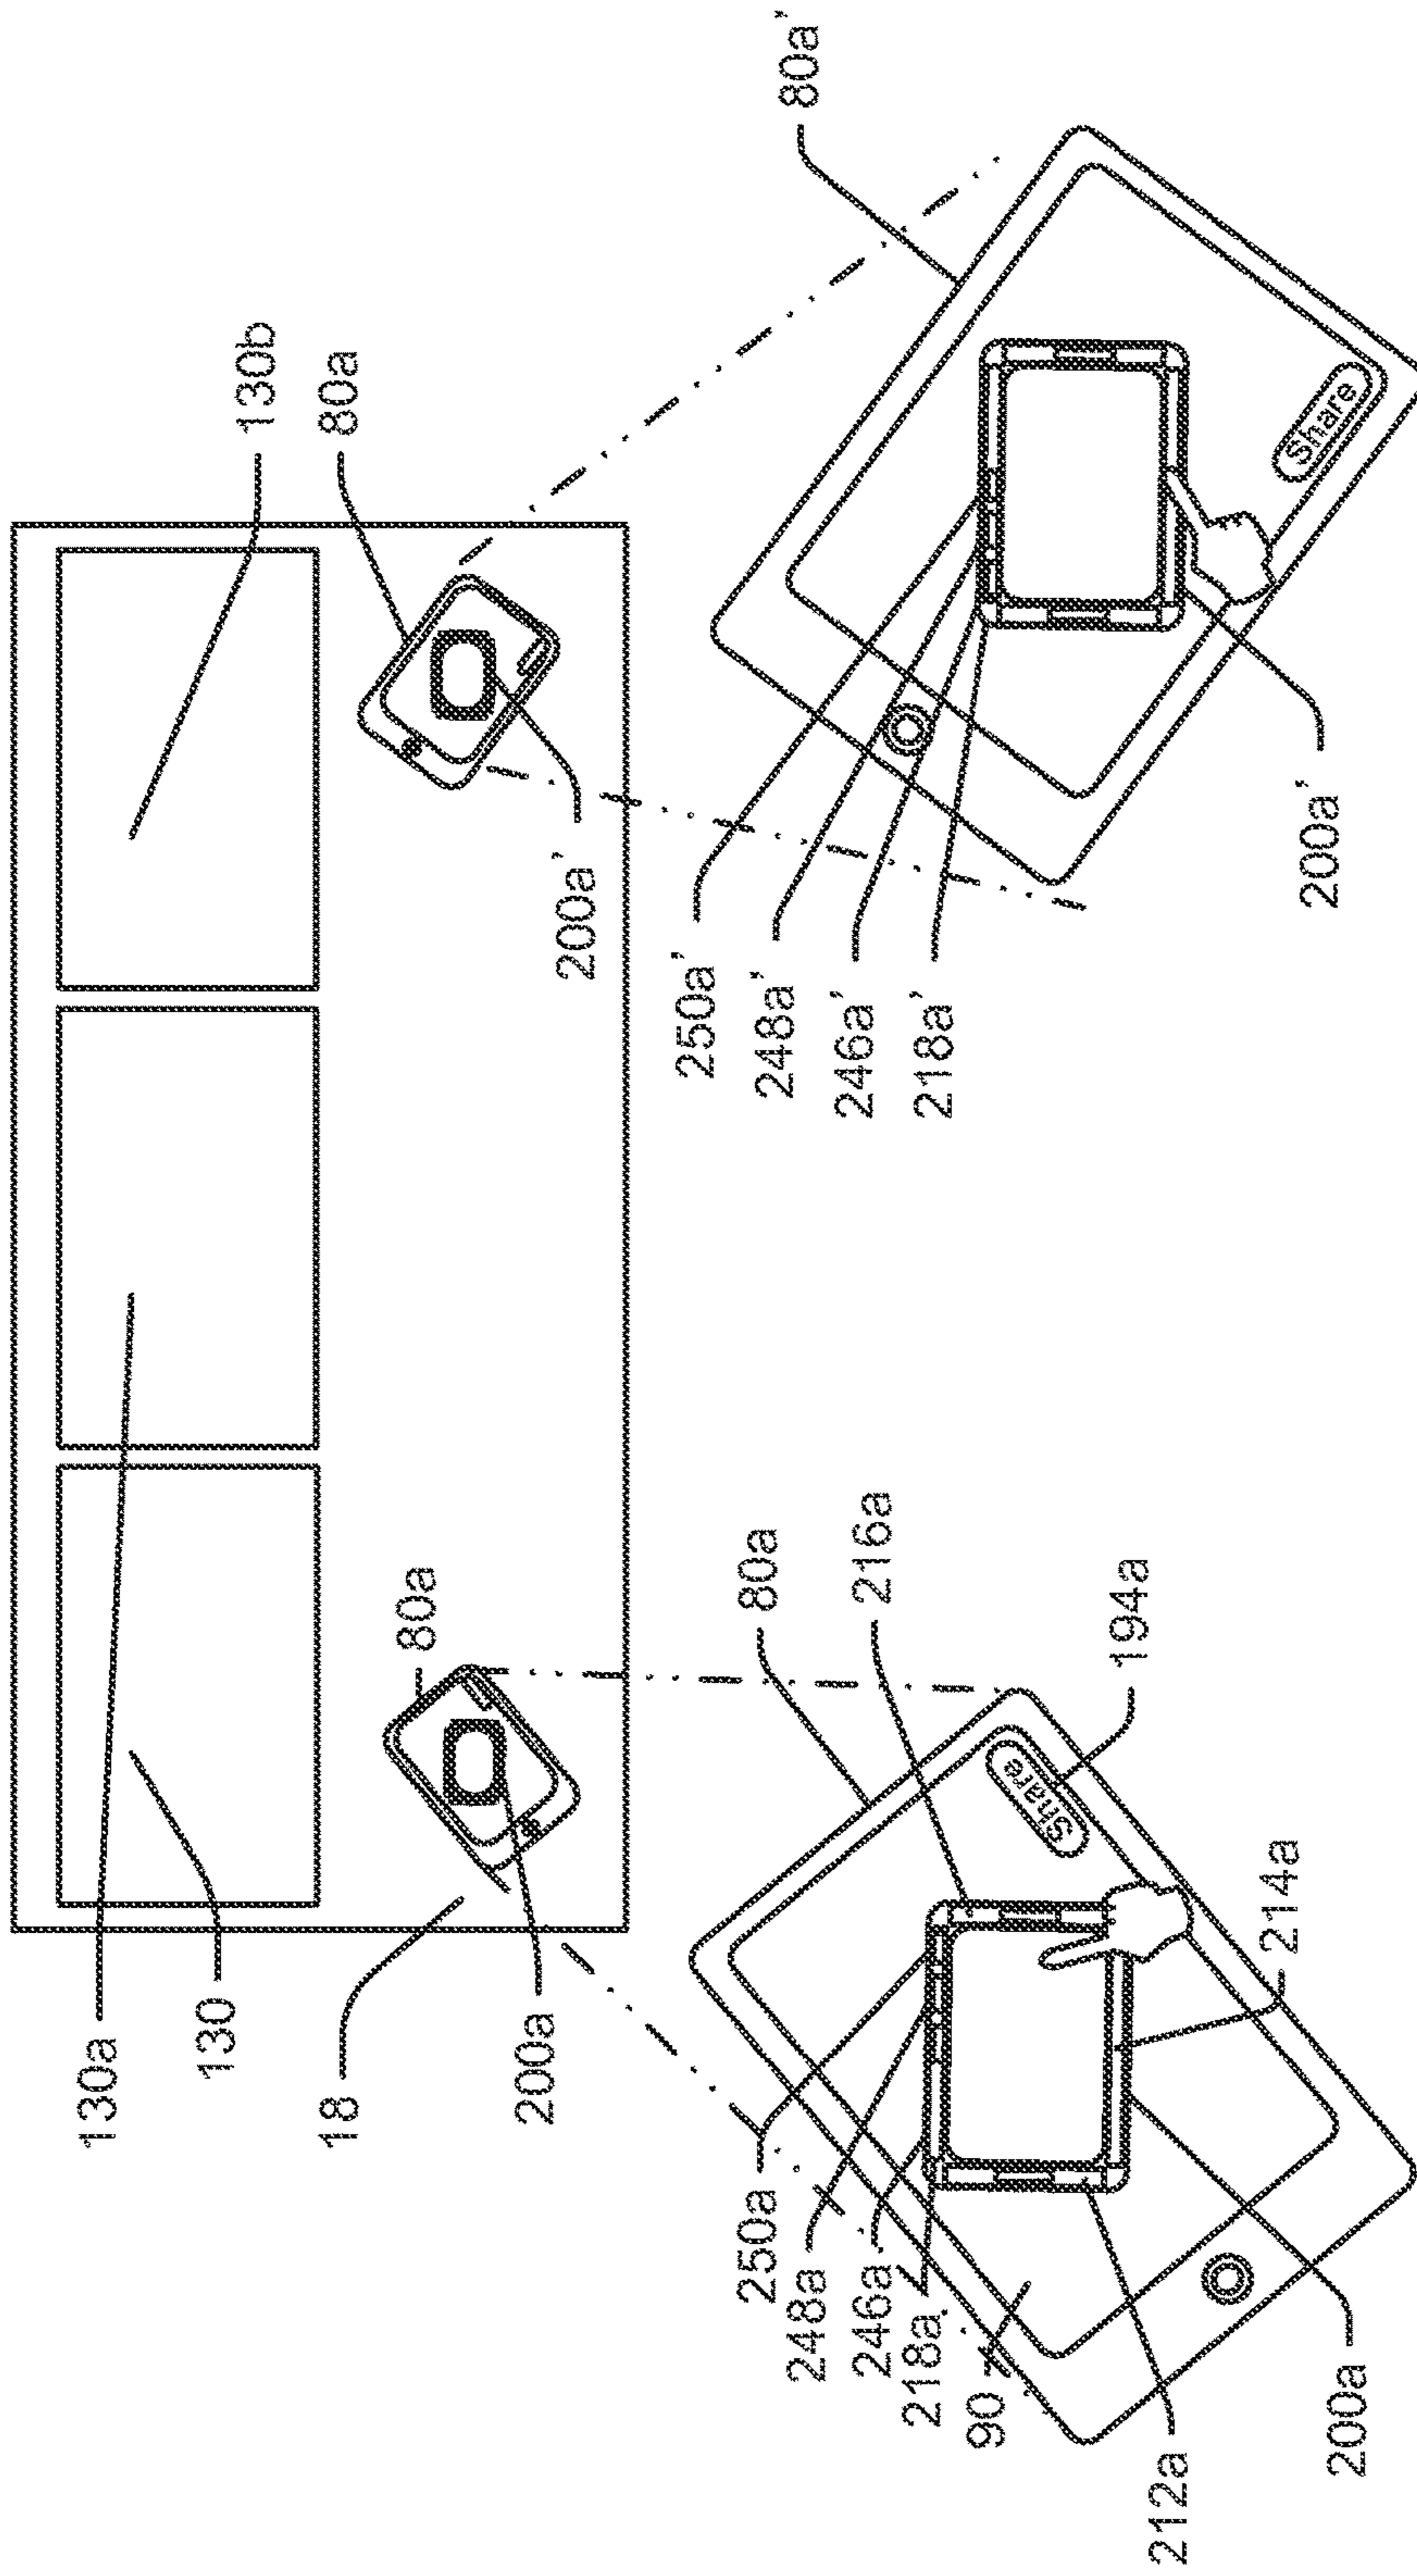 130a
130
130b
18
80a
80a
200a
200a’
250a’
250a
80a
248a’
80a’
248a
246a’
246a
216a
218a
218a’
90
Share
194a
212a
214a
Share
200a’
200a